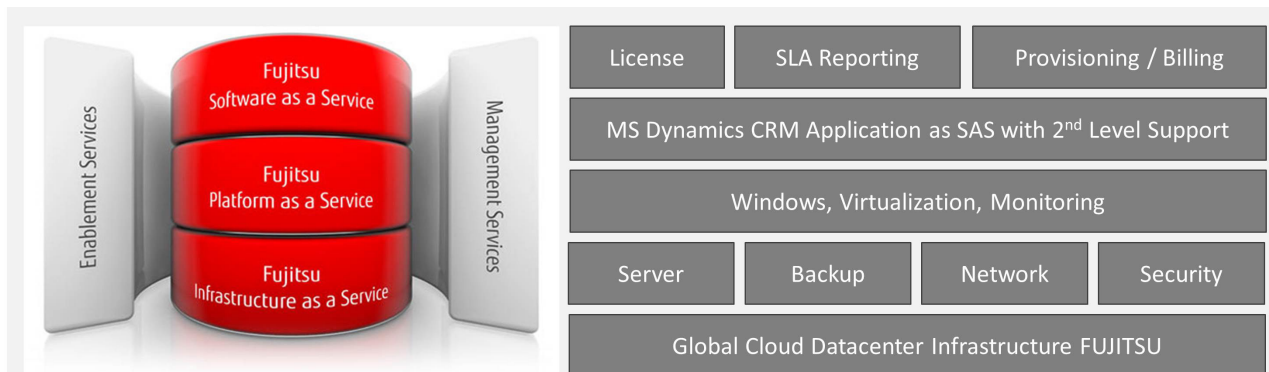 Enablement Services
Fujitsu
Software as a Service
Fujitsu
Platform as a Service
Fujitsu
Infrastructure as a Service
Management Services
License
SLA Reporting
Provisioning / Billing
MS Dynamics CRM Application as SAS with 2nd Level Support
Windows, Virtualization, Monitoring
Server
Backup
Network
Security
Global Cloud Datacenter Infrastructure FUJITSU